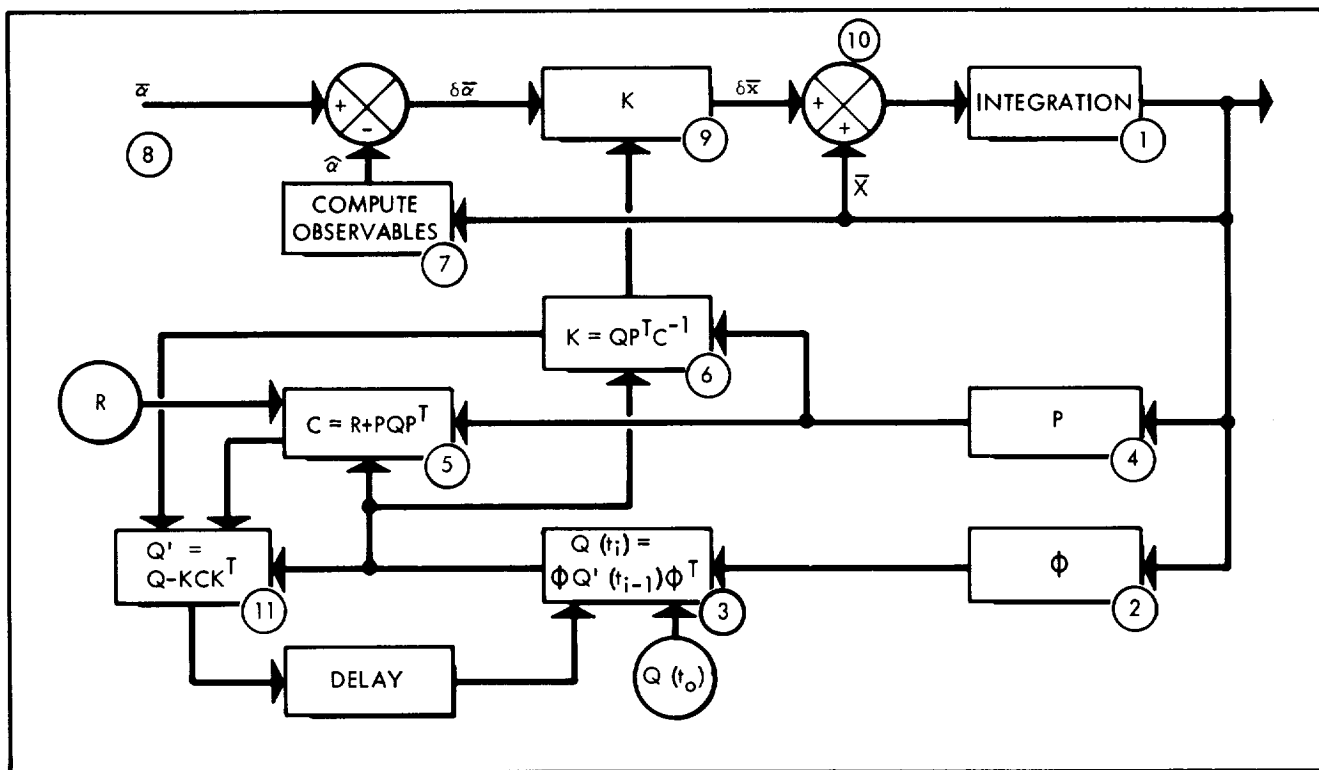 10
ᾱ
+
-
δᾱ
K
δx̄
+
+
INTEGRATION
8
9
1
α̂
X̄
COMPUTE
OBSERVABLES
7
K = QPᵀC⁻¹
6
R
C = R+PQPᵀ
5
P
4
Q' =
Q-KCKᵀ
11
Q (tᵢ) =
ΦQ' (tᵢ₋₁)Φᵀ
3
Φ
2
DELAY
Q (t₀)